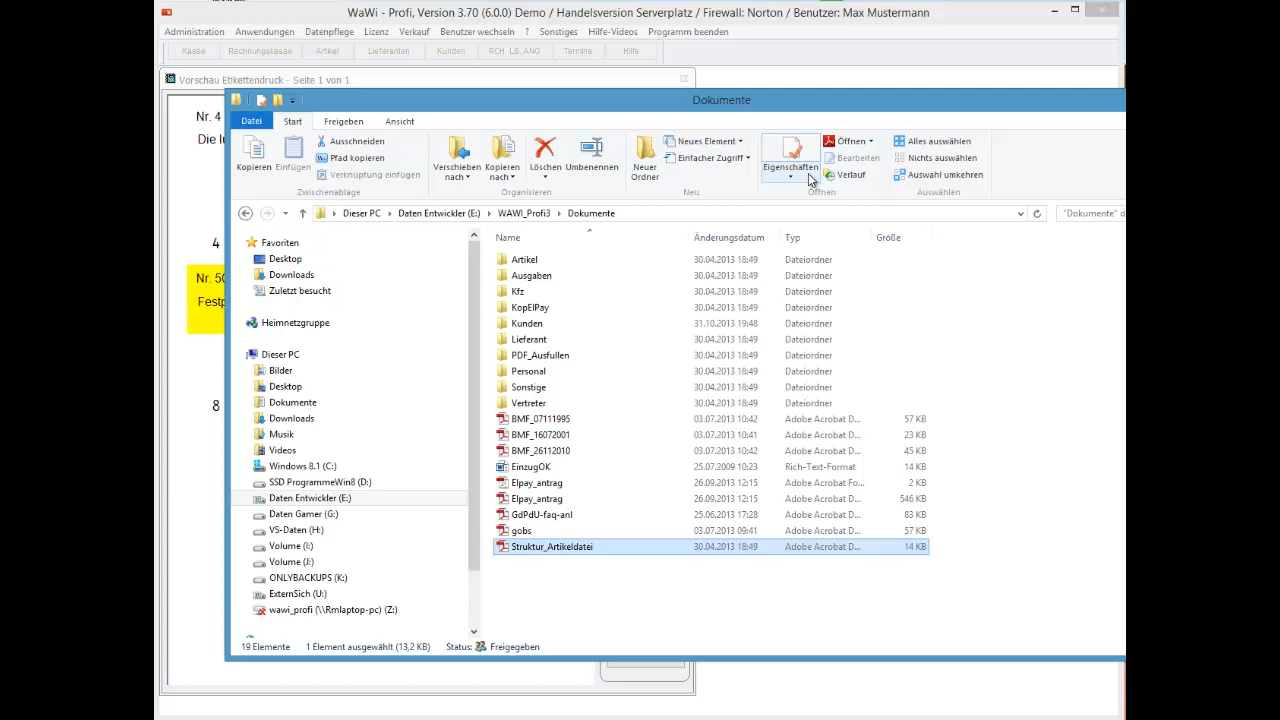 WaWi - Profi, Version 3.70 (6.0.0) Demo / Handelsversion Serverplatz / Firewall: Norton / Benutzer: Max Mustermann
Administration Anwendungen Datenpflege Lizenz Verkauf Benutzer wechseln ? Sonstiges Hilfe-Videos Programm beenden
Kasse Rechnungskasse Artikel Lieferanten Kunden RCH, LS, ANG Termine Hilfe
Vorschau Etikettendruck - Seite 1 von 1
Nr. 4
Die lu
4
Nr. 50
Festp
8
Dokumente
Datei Start Freigeben Ansicht
Kopieren
Einfügen
Ausschneiden
Pfad kopieren
Verknüpfung einfügen
Zwischenablage
Verschieben nach
Kopieren nach
Löschen
Umbenennen
Organisieren
Neuer Ordner
Neues Element
Einfacher Zugriff
Neu
Eigenschaften
Öffnen
Bearbeiten
Verlauf
Öffnen
Alles auswählen
Nichts auswählen
Auswahl umkehren
Auswählen
Dieser PC Daten Entwickler (E:) WAWI_Profi3 Dokumente
"Dokumente" d
Favoriten
Desktop
Downloads
Zuletzt besucht
Heimnetzgruppe
Dieser PC
Bilder
Desktop
Dokumente
Downloads
Musik
Videos
Windows 8.1 (C:)
SSD ProgrammeWin8 (D:)
Daten Entwickler (E:)
Daten Gamer (G:)
VS-Daten (H:)
Volume (I:)
Volume (J:)
ONLYBACKUPS (K:)
ExternSich (U:)
wawi_profi (\\Rmlaptop-pc) (Z:)
Name Änderungsdatum Typ Größe
Artikel 30.04.2013 18:49 Dateiordner
Ausgaben 30.04.2013 18:49 Dateiordner
Kfz 30.04.2013 18:49 Dateiordner
KopElPay 30.04.2013 18:49 Dateiordner
Kunden 31.10.2013 19:48 Dateiordner
Lieferant 30.04.2013 18:49 Dateiordner
PDF_Ausfullen 30.04.2013 18:49 Dateiordner
Personal 30.04.2013 18:49 Dateiordner
Sonstige 30.04.2013 18:49 Dateiordner
Vertreter 30.04.2013 18:49 Dateiordner
BMF_07111995 03.07.2013 10:42 Adobe Acrobat D... 57 KB
BMF_16072001 03.07.2013 10:41 Adobe Acrobat D... 23 KB
BMF_26112010 03.07.2013 10:42 Adobe Acrobat D... 45 KB
EinzugOK 25.07.2009 10:23 Rich-Text-Format 14 KB
Elpay_antrag 26.09.2013 12:15 Adobe Acrobat Fo... 2 KB
Elpay_antrag 26.09.2013 12:15 Adobe Acrobat D... 546 KB
GdPdU-faq-anl 25.06.2013 17:28 Adobe Acrobat D... 83 KB
gobs 03.07.2013 09:41 Adobe Acrobat D... 57 KB
Struktur_Artikeldatei 30.04.2013 18:49 Adobe Acrobat D... 14 KB
19 Elemente 1 Element ausgewählt (13,2 KB) Status: Freigegeben